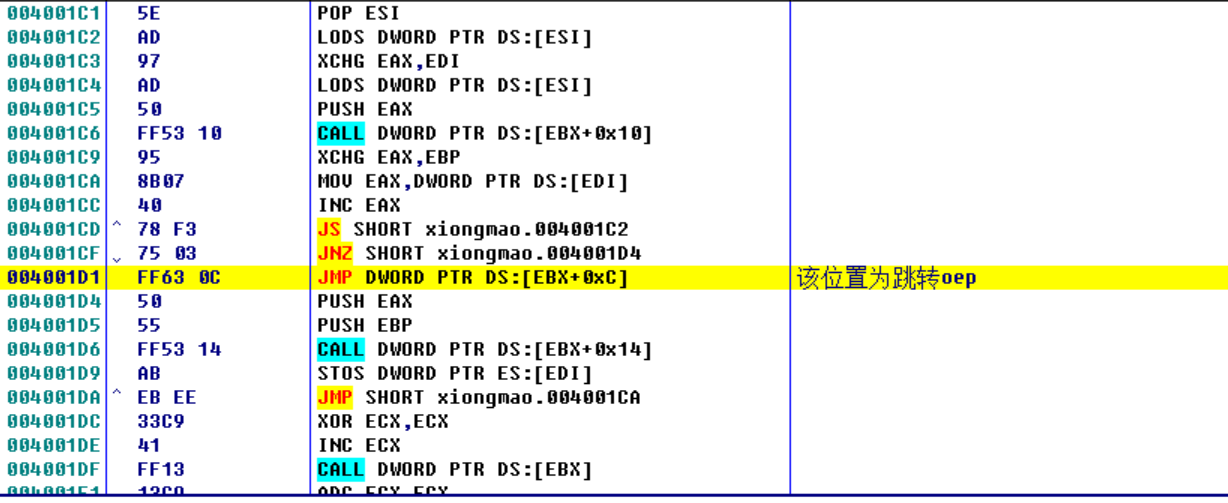 004001C1 5E POP ESI
004001C2 AD LODS DWORD PTR DS:[ESI]
004001C3 97 XCHG EAX,EDI
004001C4 AD LODS DWORD PTR DS:[ESI]
004001C5 50 PUSH EAX
004001C6 FF53 10 CALL DWORD PTR DS:[EBX+0x10]
004001C9 95 XCHG EAX,EBP
004001CA 8B07 MOV EAX,DWORD PTR DS:[EDI]
004001CC 40 INC EAX
004001CD ^ 78 F3 JS SHORT xiongmao.004001C2
004001CF ⌄ 75 03 JNZ SHORT xiongmao.004001D4
004001D1 FF63 0C JMP DWORD PTR DS:[EBX+0xC] 该位置为跳转oep
004001D4 50 PUSH EAX
004001D5 55 PUSH EBP
004001D6 FF53 14 CALL DWORD PTR DS:[EBX+0x14]
004001D9 AB STOS DWORD PTR ES:[EDI]
004001DA ^ EB EE JMP SHORT xiongmao.004001CA
004001DC 33C9 XOR ECX,ECX
004001DE 41 INC ECX
004001DF FF13 CALL DWORD PTR DS:[EBX]
004001E1 13C9 ADC ECX,ECX